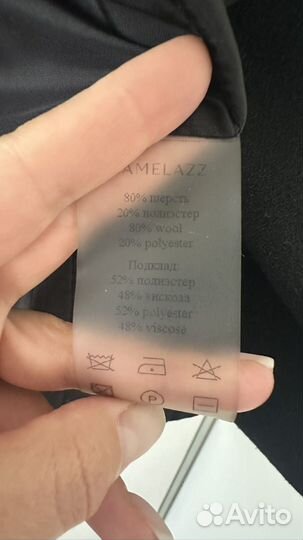 AMELAZZ
80% шерсть
20% полиэстер
80% wool
20% polyester
Подклад:
52% полиэстер
48% вискоза
52% polyester
48% viscose
P
Avito